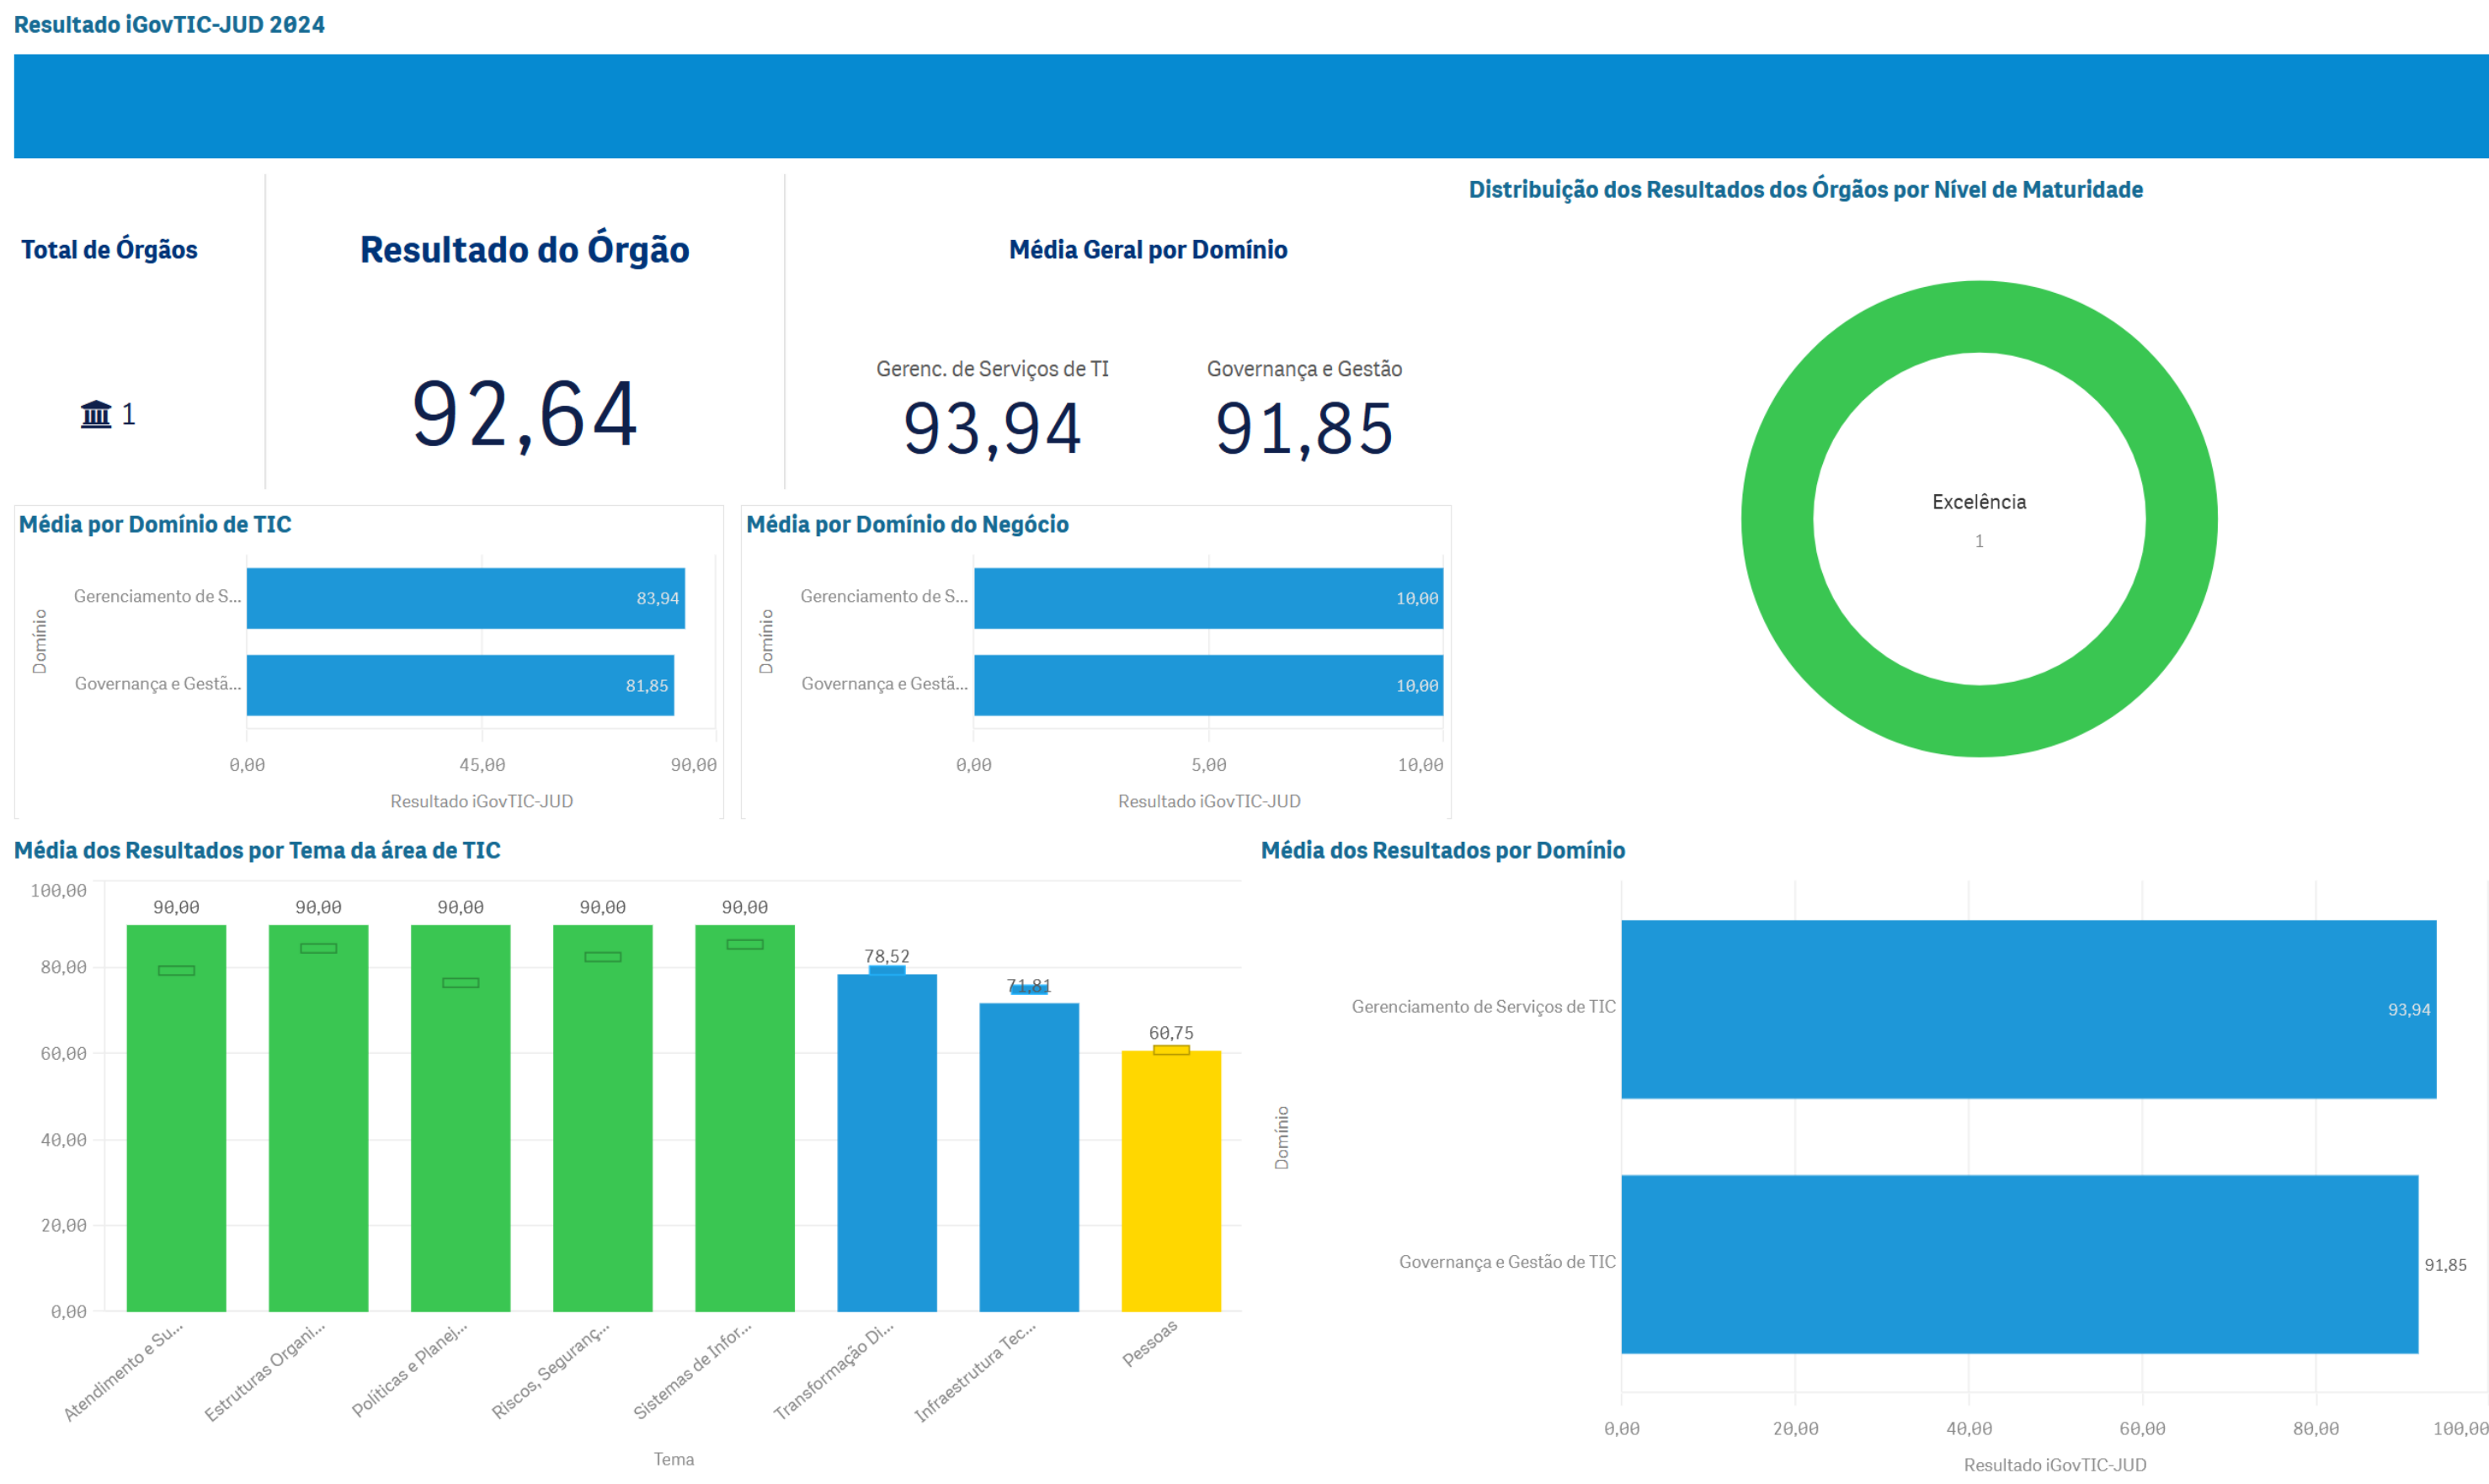 Resultado iGovTIC-JUD 2024
Total de Órgãos
1
Resultado do Órgão
92,64
Média Geral por Domínio
Gerenc. de Serviços de TI
93,94
Governança e Gestão
91,85
Distribuição dos Resultados dos Órgãos por Nível de Maturidade
Excelência
1
Média por Domínio de TIC
Domínio
Gerenciamento de S...
83,94
Governança e Gestã...
81,85
0,00 45,00 90,00
Resultado iGovTIC-JUD
Média por Domínio do Negócio
Domínio
Gerenciamento de S...
10,00
Governança e Gestã...
10,00
0,00 5,00 10,00
Resultado iGovTIC-JUD
Média dos Resultados por Tema da área de TIC
100,00
80,00
60,00
40,00
20,00
0,00
90,00 90,00 90,00 90,00 90,00 78,52 71,81 60,75
Atendimento e Su...
Estruturas Organi...
Políticas e Planej...
Riscos, Seguranç...
Sistemas de Infor...
Transformação Di...
Infraestrutura Tec...
Pessoas
Tema
Média dos Resultados por Domínio
Domínio
Gerenciamento de Serviços de TIC
93,94
Governança e Gestão de TIC
91,85
0,00 20,00 40,00 60,00 80,00 100,00
Resultado iGovTIC-JUD